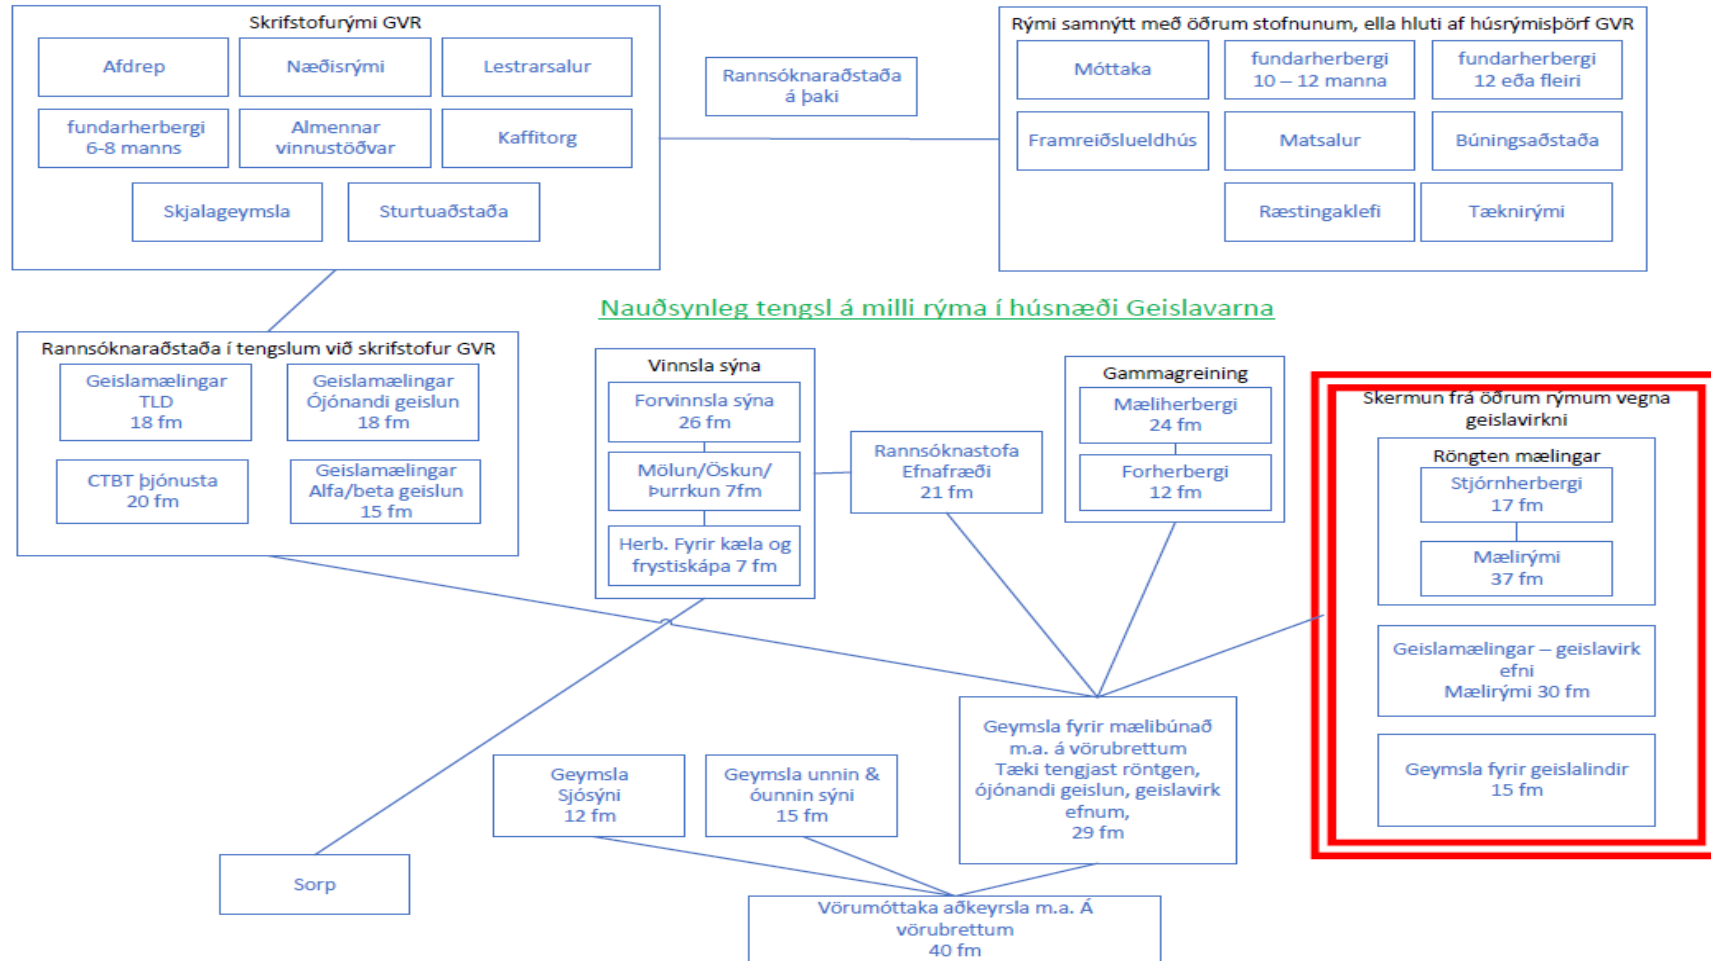 Skrifstofurými GVR
Afdrep
Næðisrými
Lestrarsalur
fundarherbergi
6-8 manns
Almennar
vinnustöðvar
Kaffitorg
Skjalageymsla
Sturtuaðstaða
Rannsóknaraðstaða
á þaki
Rými samnýtt með öðrum stofnunum, ella hluti af húsrýmisþörf GVR
Móttaka
fundarherbergi
10 – 12 manna
fundarherbergi
12 eða fleiri
Framreiðslueldhús
Matsalur
Búningsaðstaða
Ræstingaklefi
Tæknirými
Nauðsynleg tengsl á milli rýma í húsnæði Geislavarna
Rannsóknaraðstaða í tengslum við skrifstofur GVR
Geislamælingar
TLD
18 fm
Geislamælingar
Ójónandi geislun
18 fm
CTBT þjónusta
20 fm
Geislamælingar
Alfa/beta geislun
15 fm
Vinnsla sýna
Forvinnsla sýna
26 fm
Mölun/Öskun/
Þurrkun 7fm
Herb. Fyrir kæla og
frystiskápa 7 fm
Rannsóknastofa
Efnafræði
21 fm
Gammagreining
Mæliherbergi
24 fm
Forherbergi
12 fm
Skermun frá öðrum rýmum vegna
geislavirkni
Röngten mælingar
Stjórnherbergi
17 fm
Mælirými
37 fm
Geislamælingar – geislavirk
efni
Mælirými 30 fm
Geymsla fyrir geislalindir
15 fm
Geymsla fyrir mælibúnað
m.a. á vörubrettum
Tæki tengjast röntgen,
ójónandi geislun, geislavirk
efnum,
29 fm
Geymsla
Sjósýni
12 fm
Geymsla unnin &
óunnin sýni
15 fm
Sorp
Vörumóttaka aðkeyrsla m.a. Á
vörubrettum
40 fm